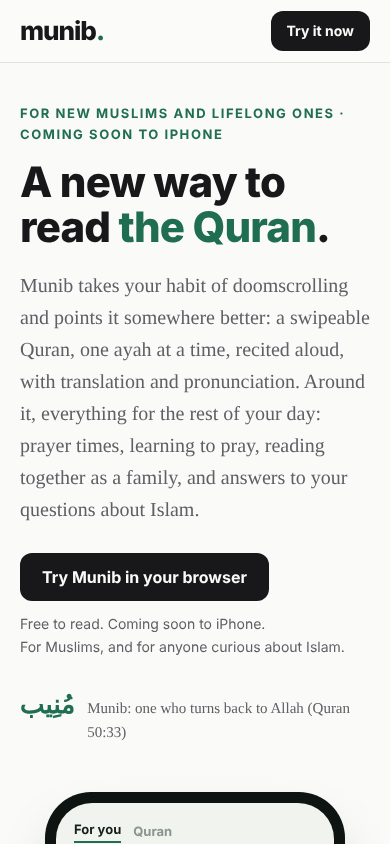 munib.
Try it now
FOR NEW MUSLIMS AND LIFELONG ONES ·
COMING SOON TO IPHONE
A new way to
read the Quran.
Munib takes your habit of doomscrolling
and points it somewhere better: a swipeable
Quran, one ayah at a time, recited aloud,
with translation and pronunciation. Around
it, everything for the rest of your day:
prayer times, learning to pray, reading
together as a family, and answers to your
questions about Islam.
Try Munib in your browser
Free to read. Coming soon to iPhone.
For Muslims, and for anyone curious about Islam.
مُنِيب
Munib: one who turns back to Allah (Quran
50:33)
For you
Quran